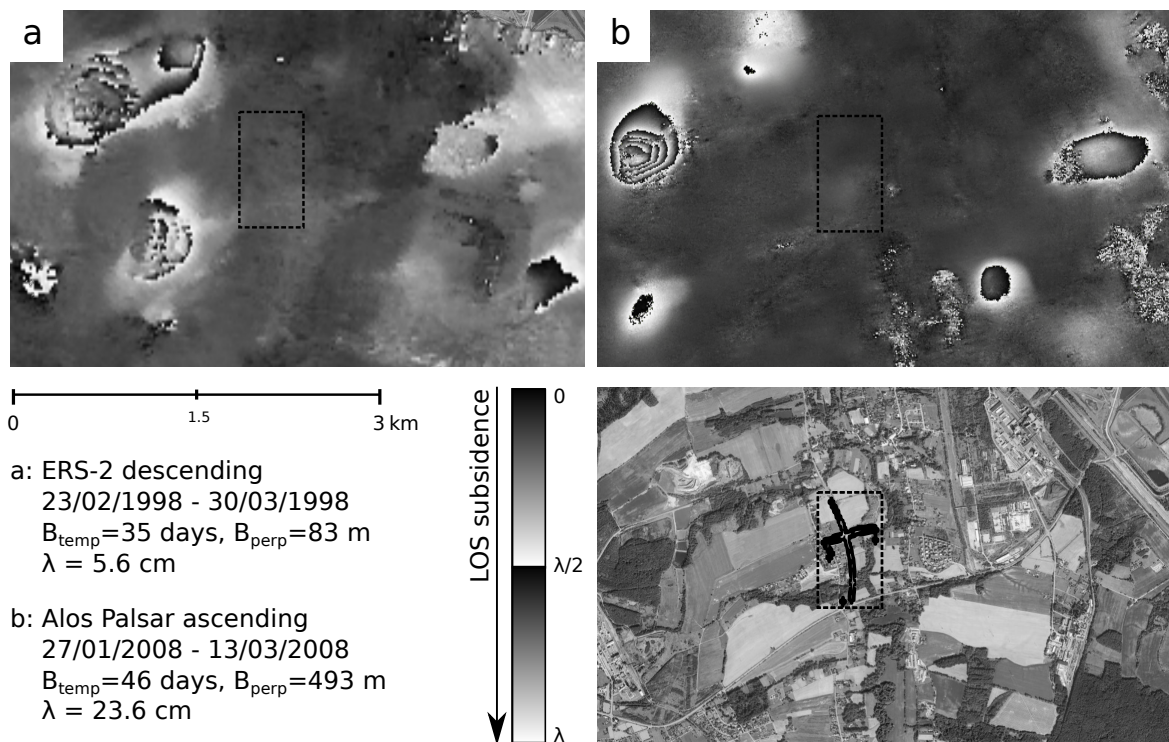 a
b
0
1.5
3 km
LOS subsidence
0
λ/2
λ
a: ERS-2 descending
23/02/1998 - 30/03/1998
Btemp=35 days, Bperp=83 m
λ = 5.6 cm
b: Alos Palsar ascending
27/01/2008 - 13/03/2008
Btemp=46 days, Bperp=493 m
λ = 23.6 cm